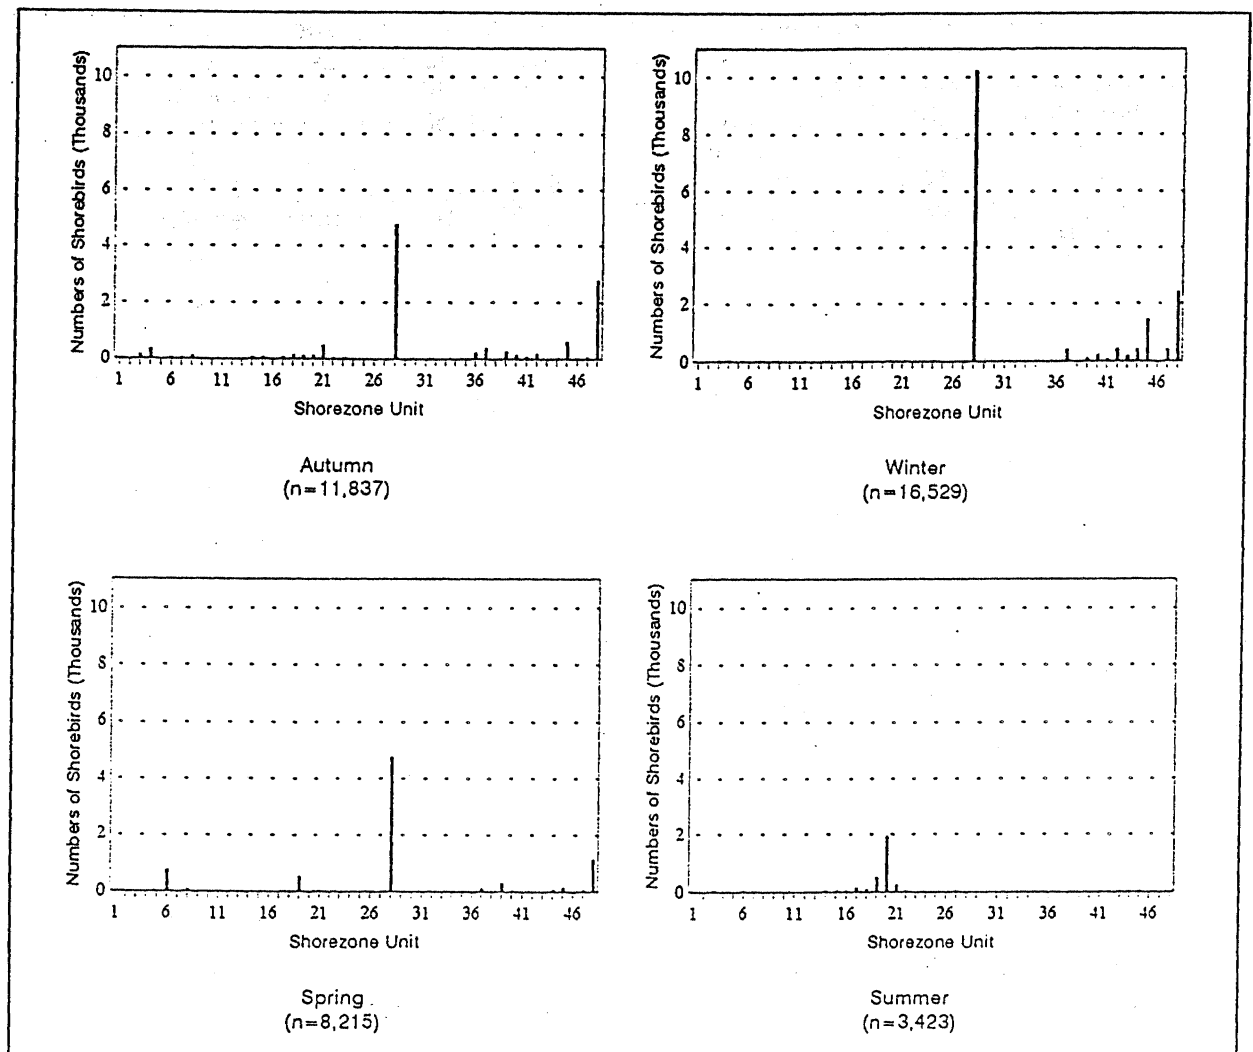 Numbers of Shorebirds (Thousands)
10
8
6
4
2
0
1 6 11 16 21 26 31 36 41 46
Shorezone Unit
Autumn
(n=11,837)
Numbers of Shorebirds (Thousands)
10
8
6
4
2
0
1 6 11 16 21 26 31 36 41 46
Shorezone Unit
Winter
(n=16,529)
Numbers of Shorebirds (Thousands)
10
8
6
4
2
0
1 6 11 16 21 26 31 36 41 46
Shorezone Unit
Spring
(n=8,215)
Numbers of Shorebirds (Thousands)
10
8
6
4
2
0
1 6 11 16 21 26 31 36 41 46
Shorezone Unit
Summer
(n=3,423)